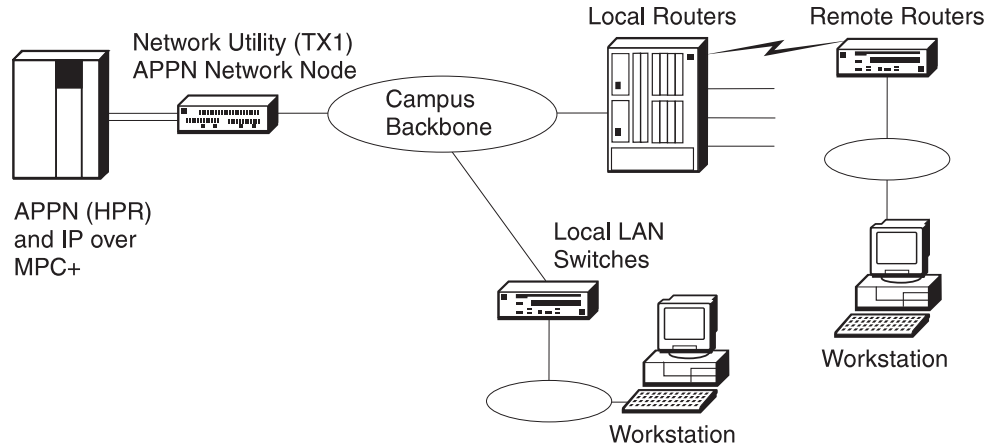 Local Routers
Remote Routers
Network Utility (TX1)
APPN Network Node
Campus
Backbone
APPN (HPR)
and IP over
MPC+
Local LAN
Switches
Workstation
Workstation